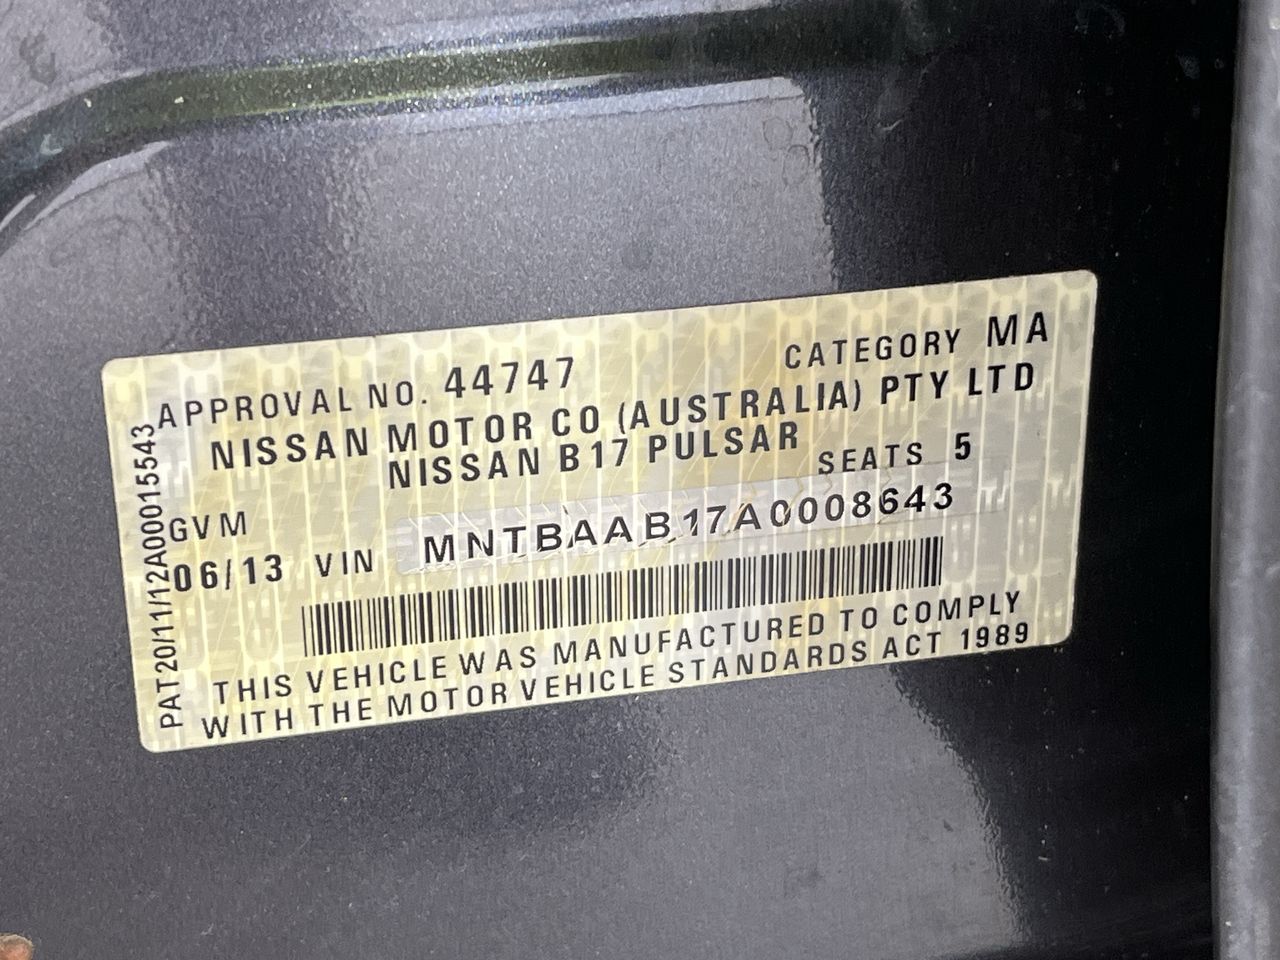 APPROVAL NO. 44747 CATEGORY MA
NISSAN MOTOR CO (AUSTRALIA) PTY LTD
NISSAN B17 PULSAR
SEATS 5
GVM
06/13 VIN MNTBAAB17A0008643
THIS VEHICLE WAS MANUFACTURED TO COMPLY
WITH THE MOTOR VEHICLE STANDARDS ACT 1989
PAT20/11/12A00015543